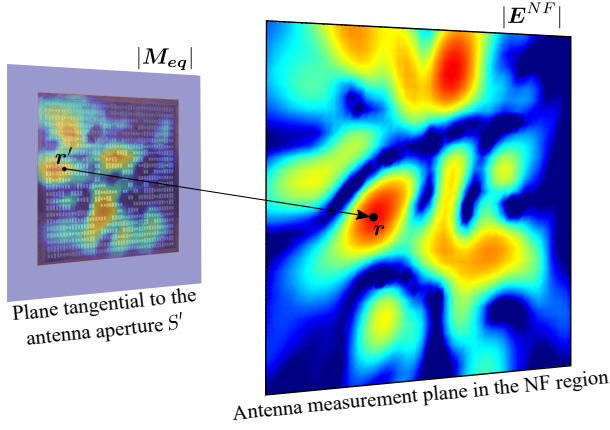 |M_eq|
|E^{NF}|
r′
r
Plane tangential to the
antenna aperture S′
Antenna measurement plane in the NF region